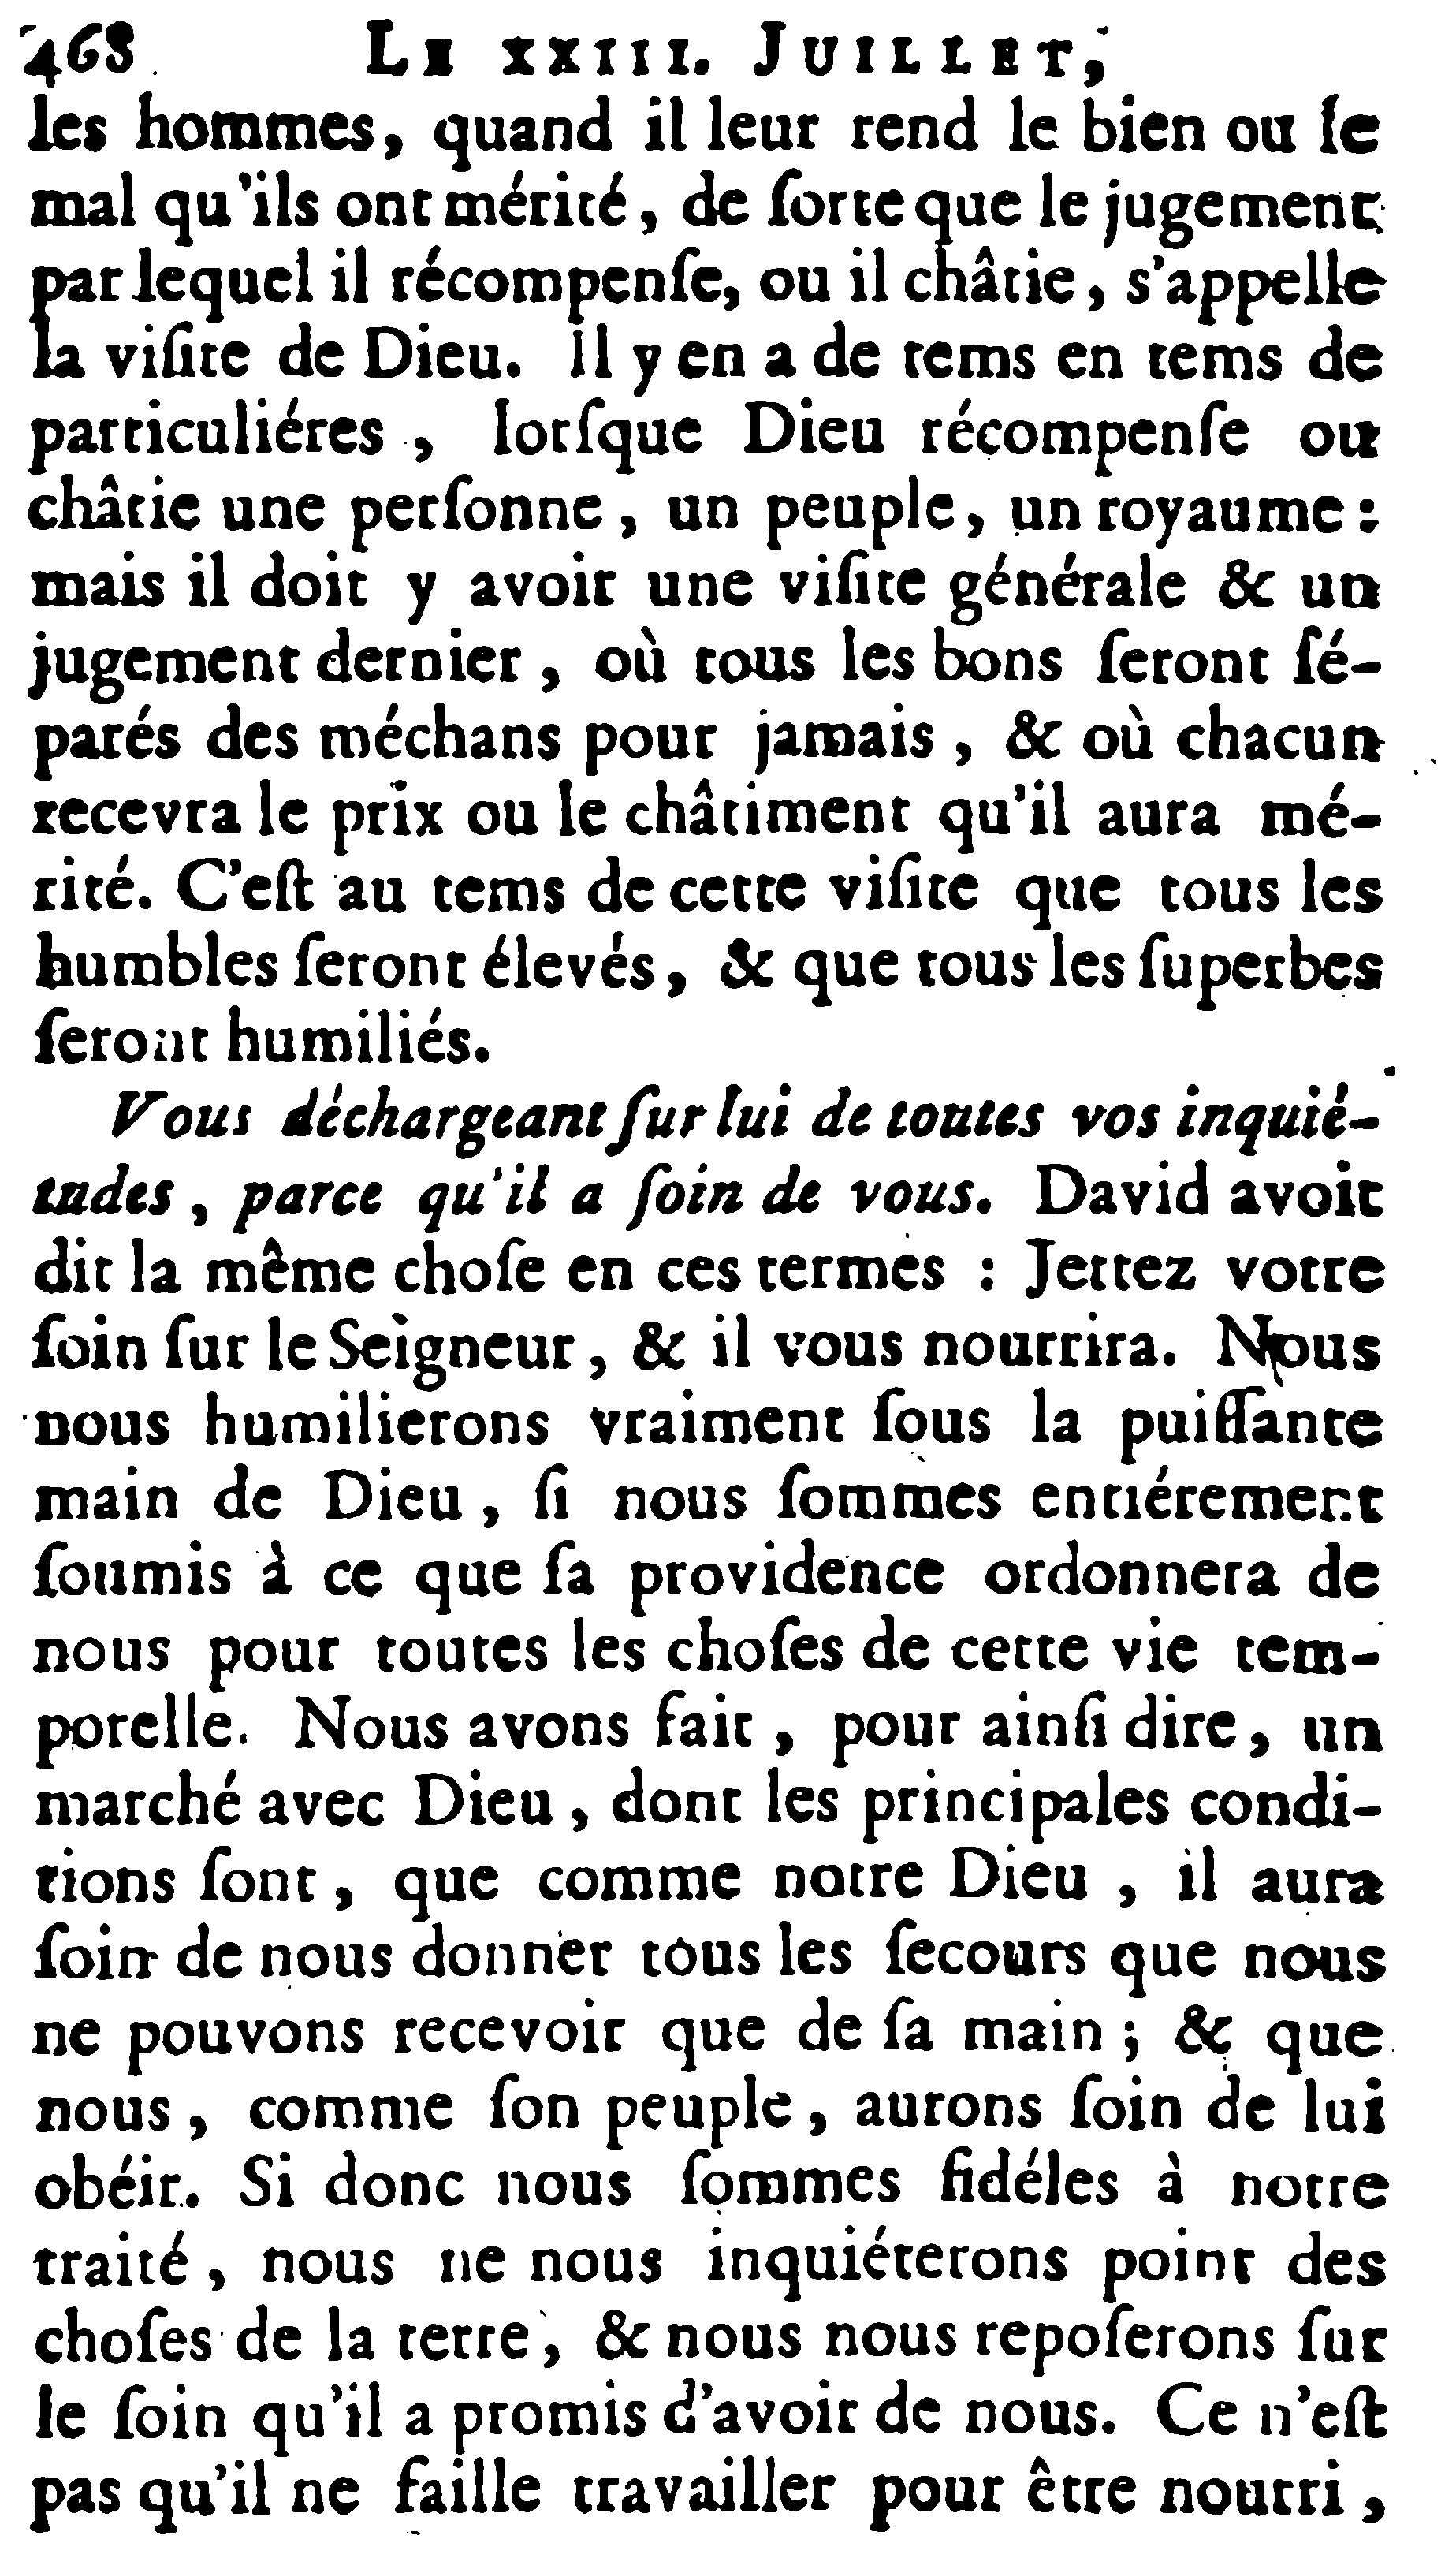 468 LE XXIII. JUILLET,
les hommes, quand il leur rend le bien ou le
mal qu'ils ont mérité, de ſorte que le jugement
par lequel il récompenſe, ou il châtie, s'appelle
la viſite de Dieu. Il y en a de tems en tems de
particuliéres, lorſque Dieu récompenſe ou
châtie une perſonne, un peuple, un royaume:
mais il doit y avoir une viſite générale & un
jugement dernier, où tous les bons ſeront ſé-
parés des méchans pour jamais, & où chacun
recevra le prix ou le châtiment qu'il aura mé-
rité. C'eſt au tems de cette viſite que tous les
humbles ſeront élevés, & que tous les ſuperbes
ſeront humiliés.
Vous déchargeant ſur lui de toutes vos inquié-
tudes, parce qu'il a ſoin de vous. David avoit
dit la même choſe en ces termes : Jettez votre
ſoin ſur le Seigneur, & il vous nourrira. Nous
nous humilierons vraiment ſous la puiſſante
main de Dieu, ſi nous ſommes entiérement
ſoumis à ce que ſa providence ordonnera de
nous pour toutes les choſes de cette vie tem-
porelle. Nous avons fait, pour ainſi dire, un
marché avec Dieu, dont les principales condi-
tions ſont, que comme notre Dieu, il aura
ſoin de nous donner tous les ſecours que nous
ne pouvons recevoir que de ſa main ; & que
nous, comme ſon peuple, aurons ſoin de lui
obéir. Si donc nous ſommes fidéles à notre
traité, nous ne nous inquiéterons point des
choſes de la terre, & nous nous repoſerons ſur
le ſoin qu'il a promis d'avoir de nous. Ce n'eſt
pas qu'il ne faille travailler pour être nourri,